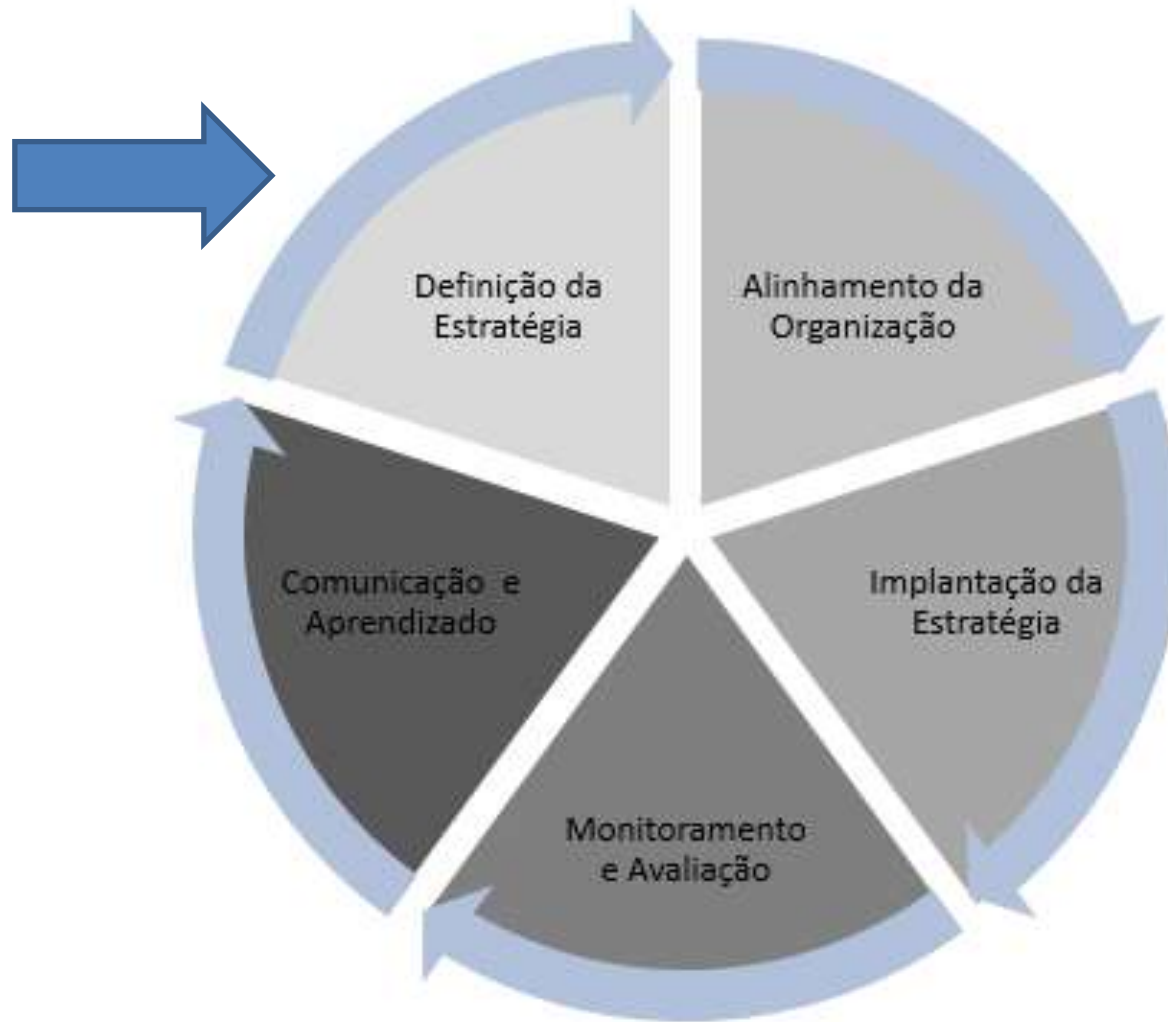 Definição da
Estratégia
Alinhamento da
Organização
Implantação da
Estratégia
Monitoramento
e Avaliação
Comunicação e
Aprendizado